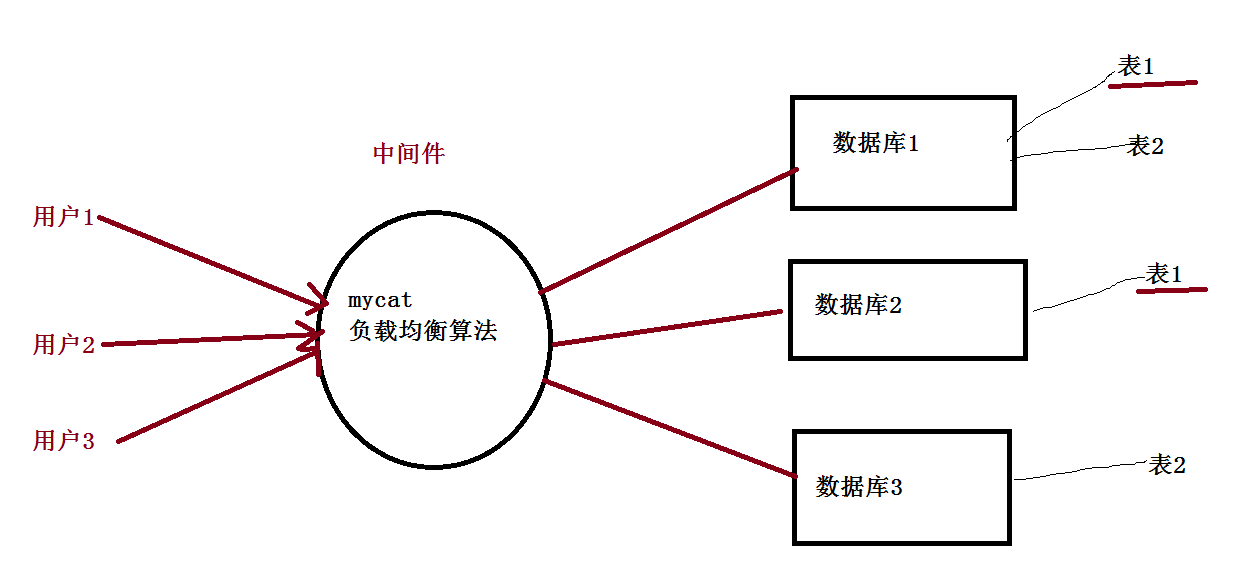 中间件
用户1
用户2
用户3
mycat
负载均衡算法
数据库1
表1
表2
数据库2
表1
数据库3
表2